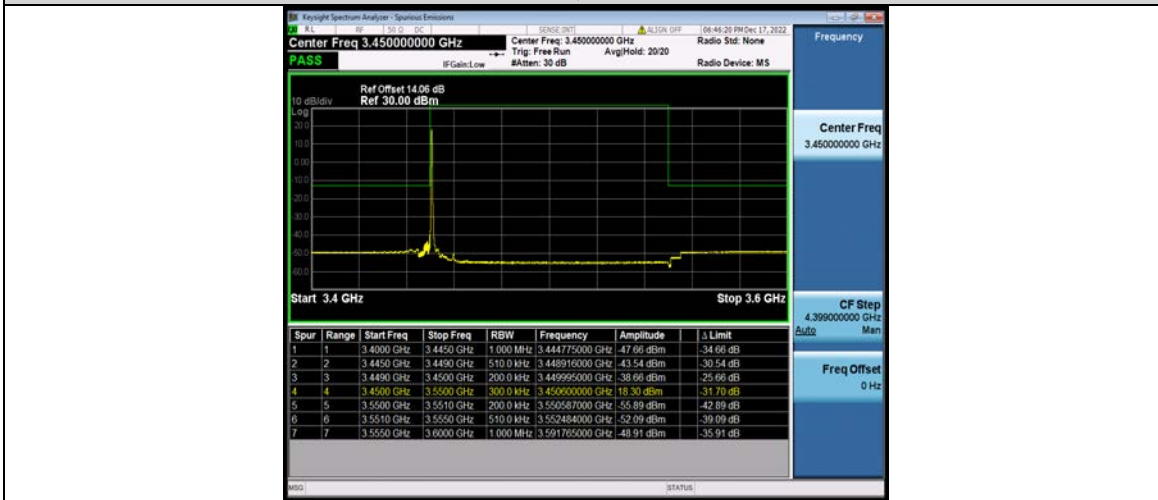 Keysight Spectrum Analyzer - Spurious Emissions
RL RF 50 Ω DC SENSE:INT ALIGN OFF 08:46:20 PM Dec 17, 2022
Center Freq 3.450000000 GHz
Center Freq: 3.450000000 GHz
Radio Std: None
Trig: Free Run
Avg|Hold: 20/20
PASS
IFGain:Low
#Atten: 30 dB
Radio Device: MS
Ref Offset 14.06 dB
10 dB/div Ref 30.00 dBm
Log
20.0
10.0
0.00
-10.0
-20.0
-30.0
-40.0
-50.0
-60.0
Start 3.4 GHz
Stop 3.6 GHz
Spur Range Start Freq Stop Freq RBW Frequency Amplitude Δ Limit
1 1 3.4000 GHz 3.4450 GHz 1.000 MHz 3.444775000 GHz -47.66 dBm -34.66 dB
2 2 3.4450 GHz 3.4490 GHz 510.0 kHz 3.448916000 GHz -43.54 dBm -30.54 dB
3 3 3.4490 GHz 3.4500 GHz 200.0 kHz 3.449995000 GHz -38.66 dBm -25.66 dB
4 4 3.4500 GHz 3.5500 GHz 300.0 kHz 3.450600000 GHz 18.30 dBm -31.70 dB
5 5 3.5500 GHz 3.5510 GHz 200.0 kHz 3.550587000 GHz -55.89 dBm -42.89 dB
6 6 3.5510 GHz 3.5550 GHz 510.0 kHz 3.552484000 GHz -52.09 dBm -39.09 dB
7 7 3.5550 GHz 3.6000 GHz 1.000 MHz 3.591765000 GHz -48.91 dBm -35.91 dB
MSG
STATUS
Frequency
Center Freq
3.450000000 GHz
CF Step
4.399000000 GHz
Auto Man
Freq Offset
0 Hz